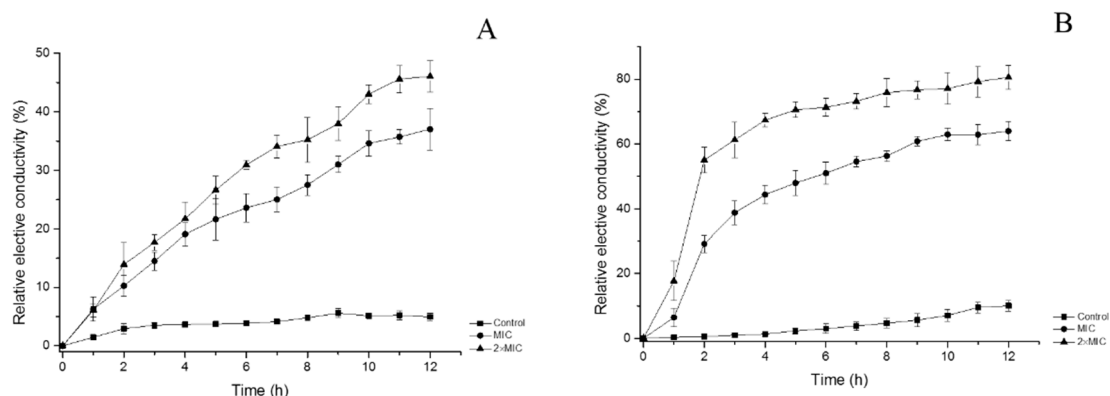 A
Relative elective conductivity (%)
50
40
30
20
10
0
0 2 4 6 8 10 12
Time (h)
Control
MIC
2×MIC
B
Relative elective conductivity (%)
80
60
40
20
0
0 2 4 6 8 10 12
Time (h)
Control
MIC
2×MIC